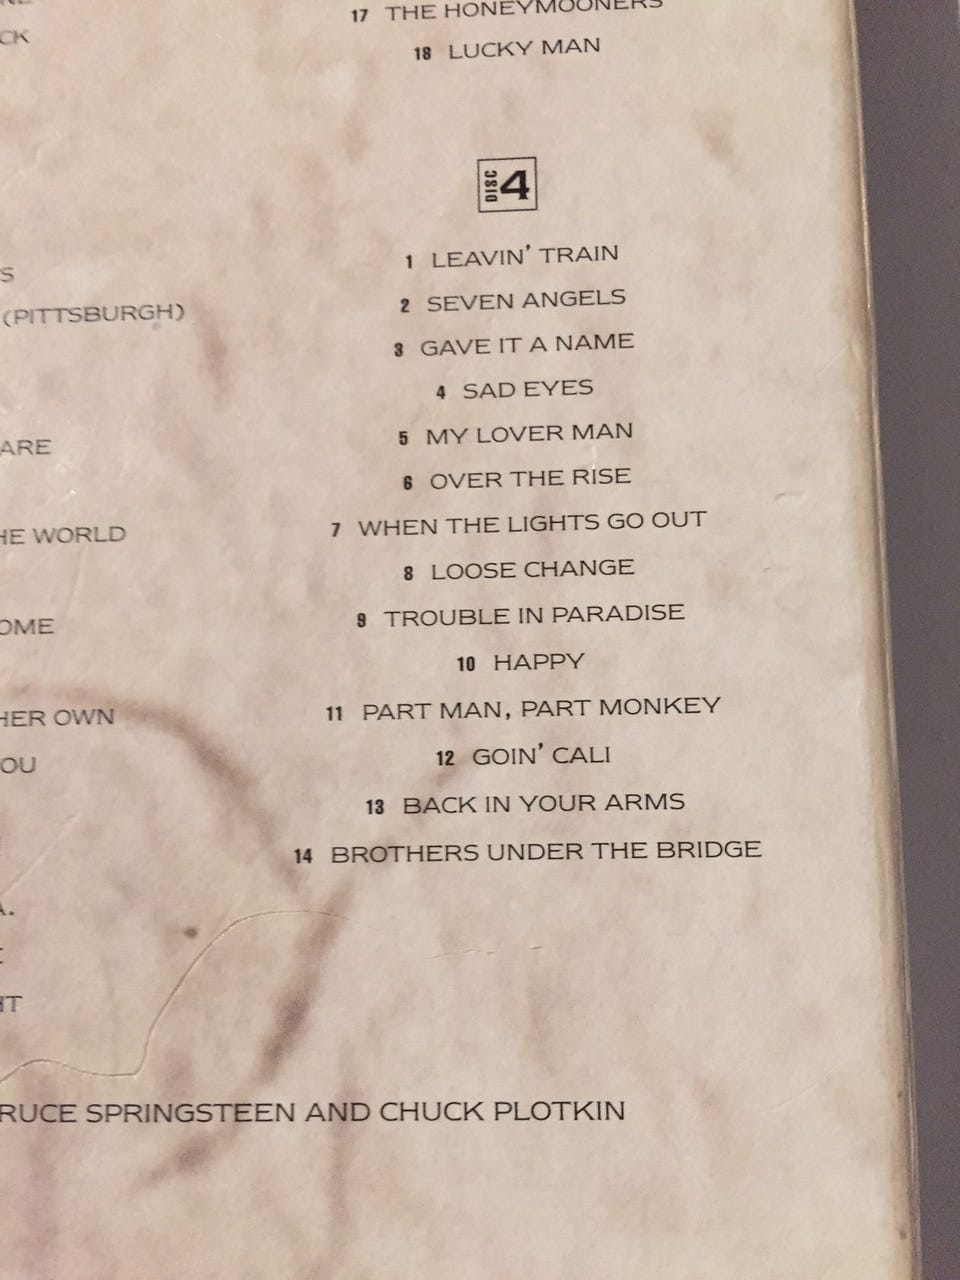 CK
S
(PITTSBURGH)
ARE
HE WORLD
OME
HER OWN
OU
A.
E
HT
17 THE HONEYMOONERS
18 LUCKY MAN
DISC 4
1 LEAVIN' TRAIN
2 SEVEN ANGELS
3 GAVE IT A NAME
4 SAD EYES
5 MY LOVER MAN
6 OVER THE RISE
7 WHEN THE LIGHTS GO OUT
8 LOOSE CHANGE
9 TROUBLE IN PARADISE
10 HAPPY
11 PART MAN, PART MONKEY
12 GOIN' CALI
13 BACK IN YOUR ARMS
14 BROTHERS UNDER THE BRIDGE
RUCE SPRINGSTEEN AND CHUCK PLOTKIN